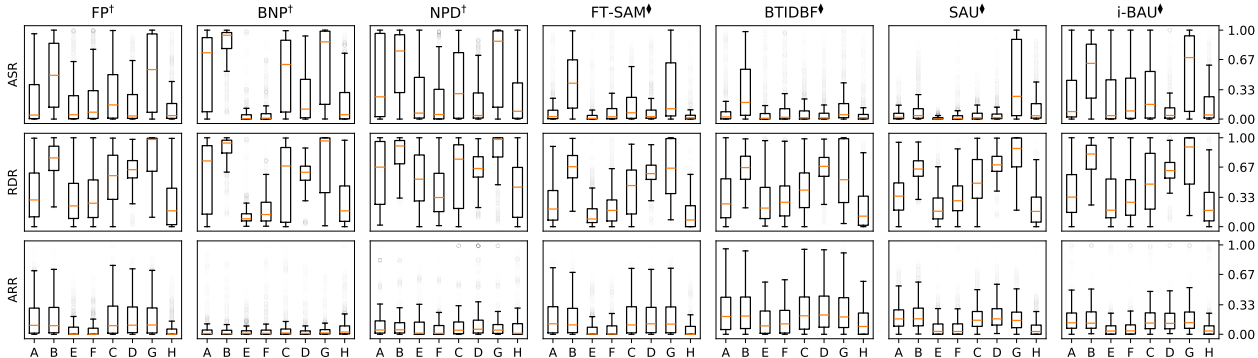 FP† BNP† NPD† FT-SAM♦ BTIDBF♦ SAU♦ i-BAU♦
ASR
1.00
0.67
0.33
0.00
RDR
1.00
0.67
0.33
0.00
ARR
1.00
0.67
0.33
0.00
A B E F C D G H A B E F C D G H A B E F C D G H A B E F C D G H A B E F C D G H A B E F C D G H A B E F C D G H